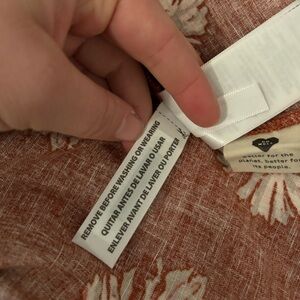 REMOVE BEFORE WASHING OR WEARING
QUITAR ANTES DE LAVAR O USAR
ENLEVER AVANT DE LAVER OU PORTER
better for the
planet, better for
its people.